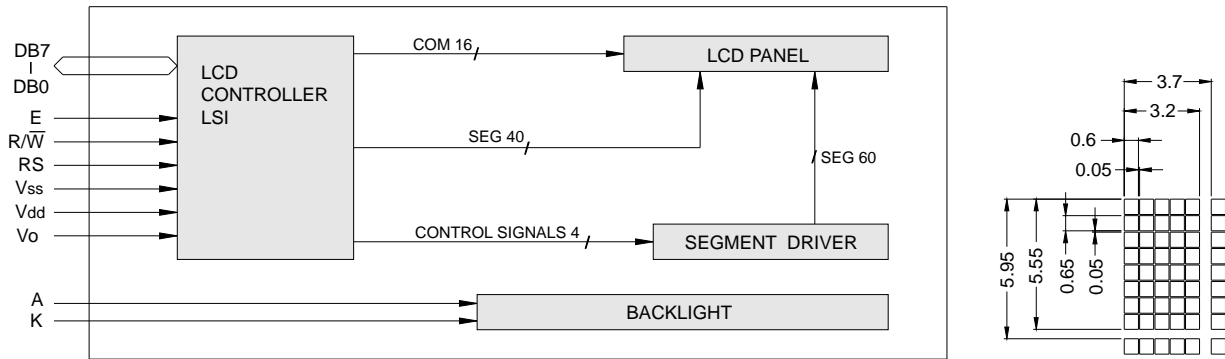 DB7
DB0
E
R/W̅
RS
Vss
Vdd
Vo
A
K
LCD
CONTROLLER
LSI
COM 16
LCD PANEL
SEG 40
SEG 60
CONTROL SIGNALS 4
SEGMENT DRIVER
BACKLIGHT
3.7
3.2
0.6
0.05
5.95
5.55
0.65
0.05